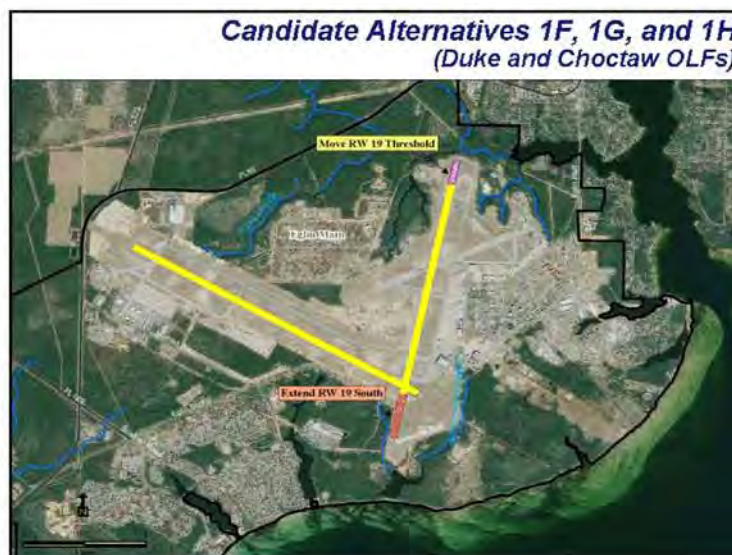 Candidate Alternatives 1F, 1G, and 1H
(Duke and Choctaw OLFs)
Move RW 19 Threshold
Eglin Main
Extend RW 19 South
N